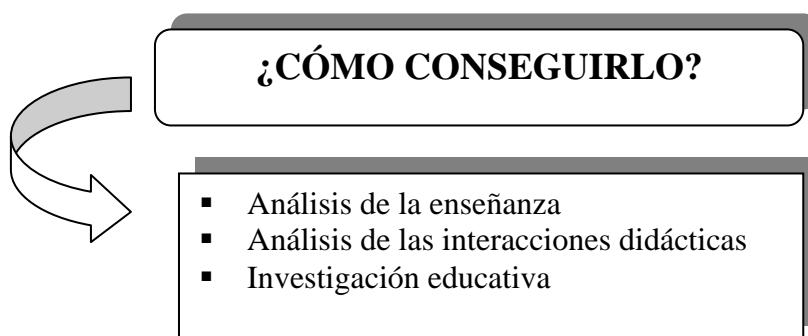 ¿CÓMO CONSEGUIRLO?
▪ Análisis de la enseñanza
▪ Análisis de las interacciones didácticas
▪ Investigación educativa